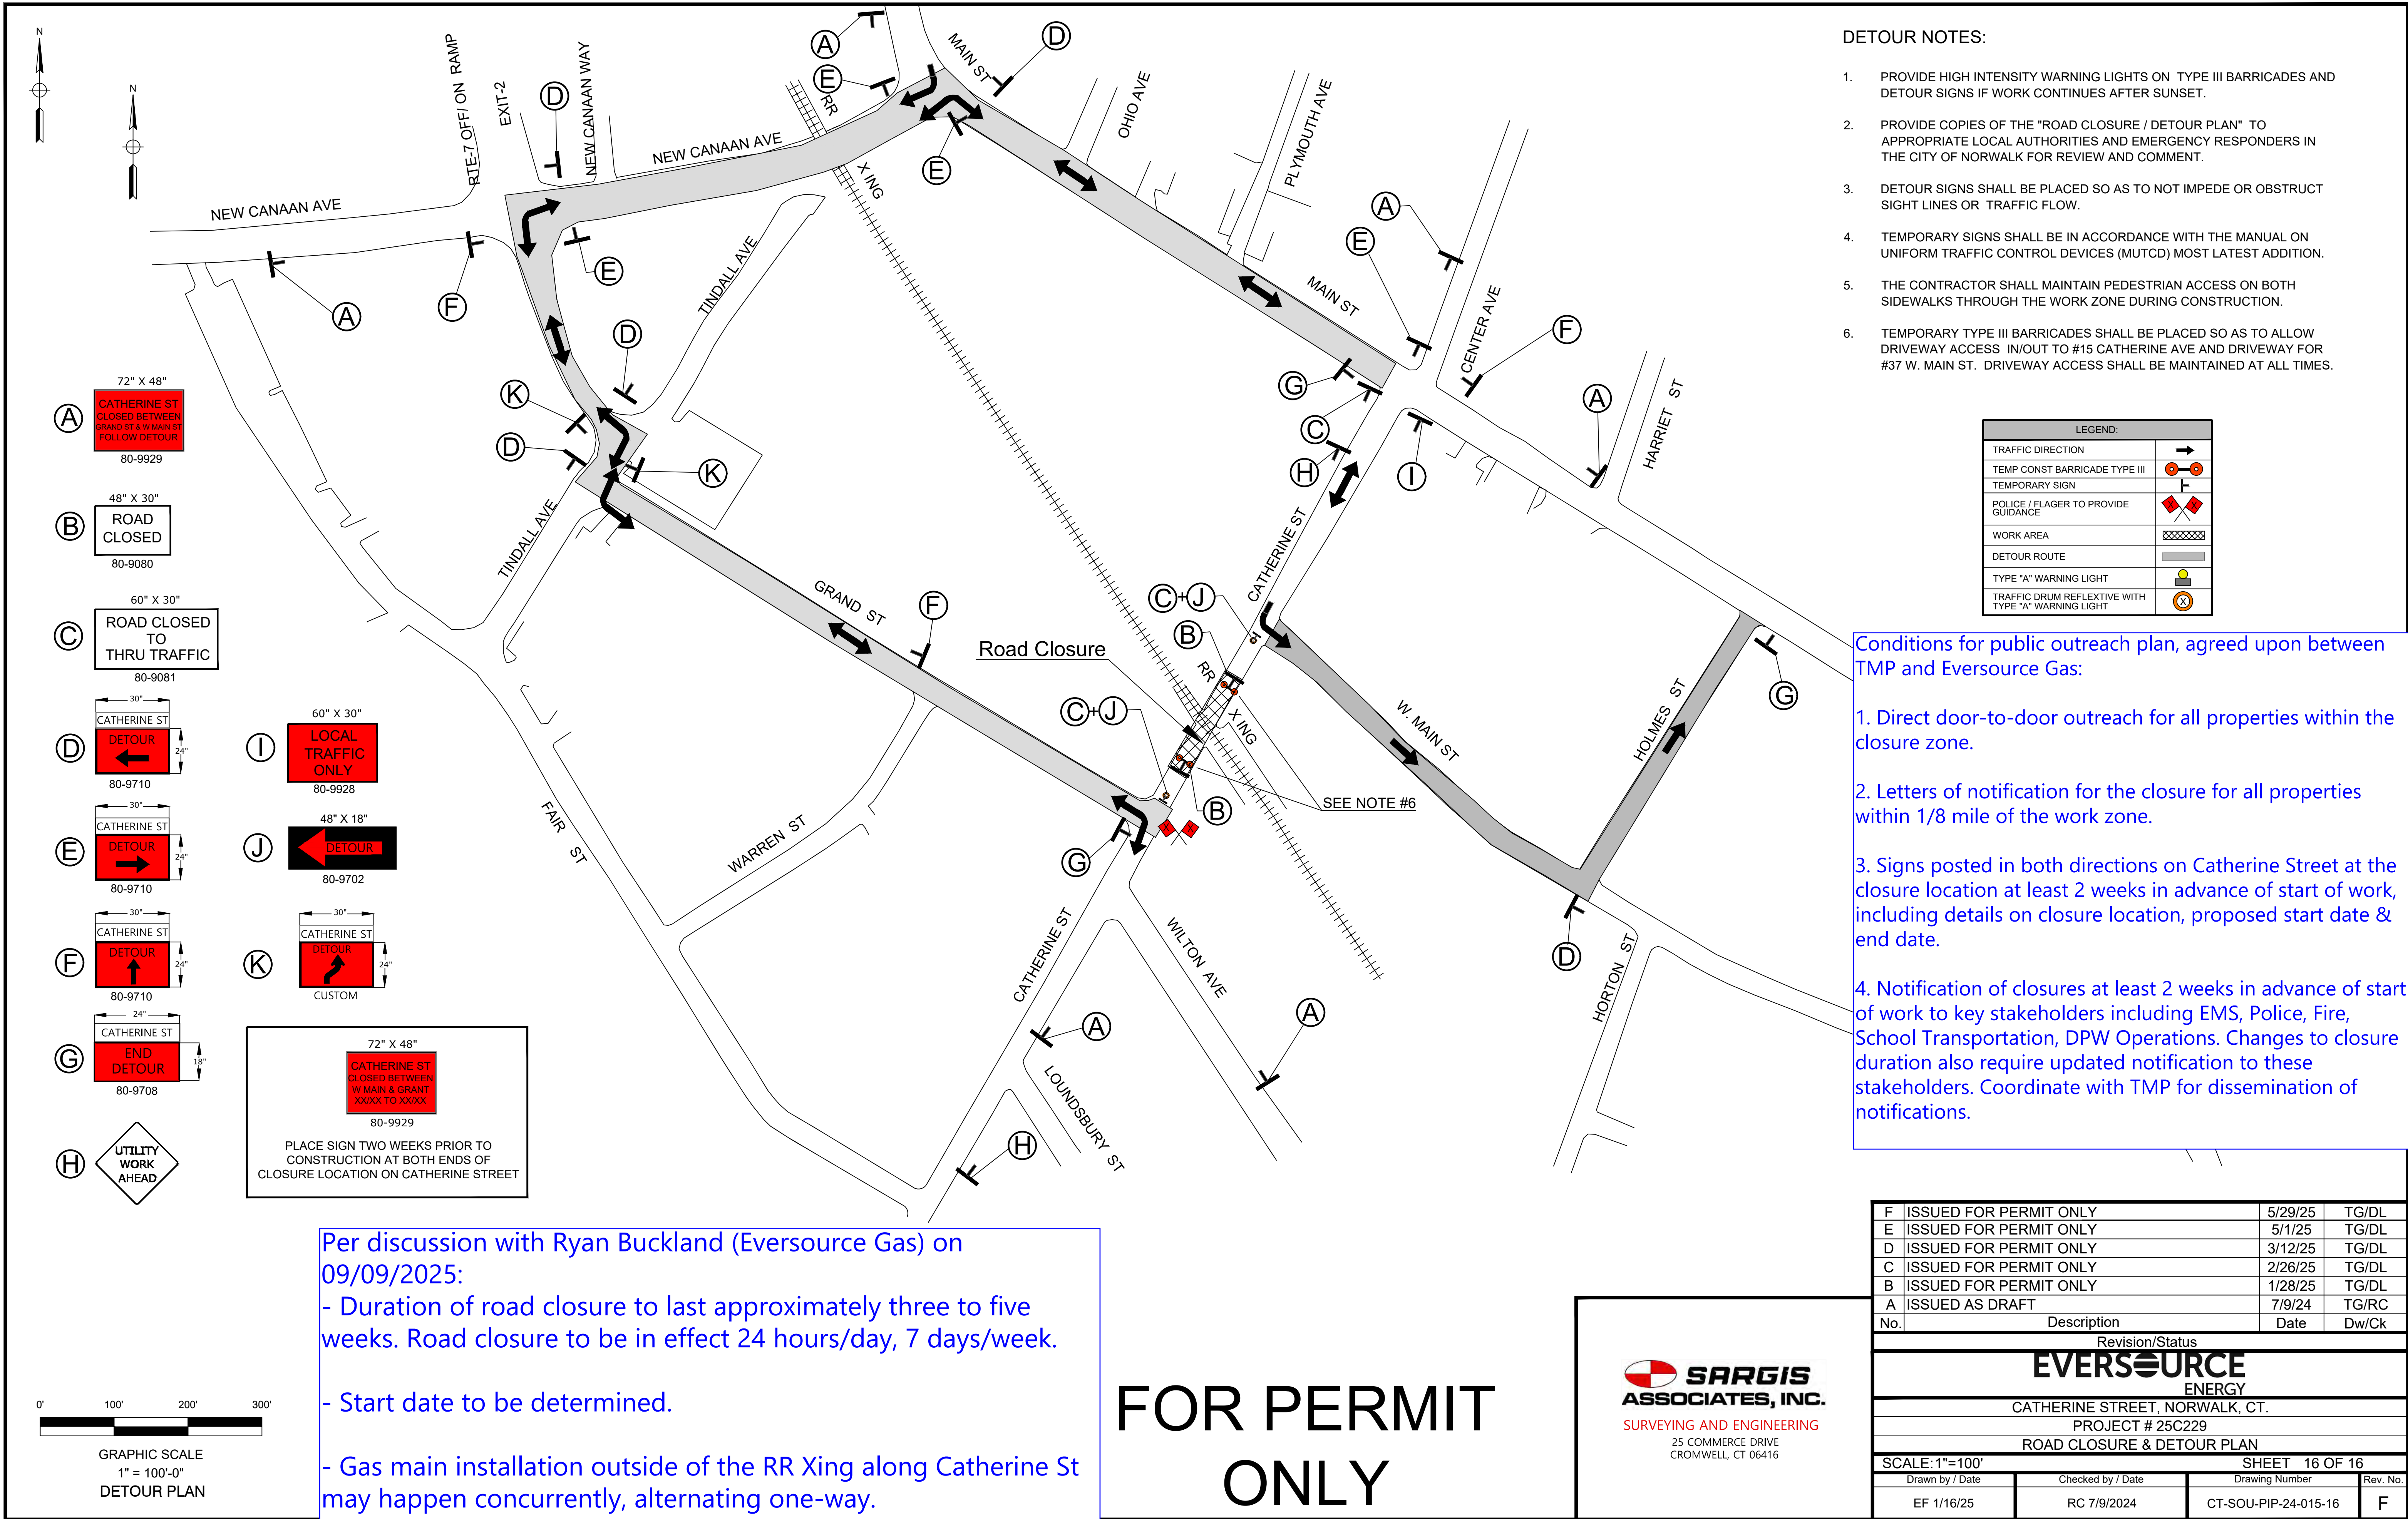 N
N
RTE-7 OFF/ ON RAMP
EXIT-2
NEW CANAAN WAY
NEW CANAAN AVE
NEW CANAAN AVE
RR
X ING
MAIN ST
OHIO AVE
PLYMOUTH AVE
MAIN ST
CENTER AVE
HARRIET ST
TINDALL AVE
TINDALL AVE
GRAND ST
CATHERINE ST
Road Closure
RR
X ING
SEE NOTE #6
W. MAIN ST
HOLMES ST
HORTON ST
FAIR ST
WARREN ST
CATHERINE ST
WILTON AVE
LOUNDSBURY ST
A
E
D
D
E
A
F
E
D
K
D
K
A
E
F
A
G
C
H
I
C+J
B
F
C+J
B
G
G
D
A
A
H
A
72" X 48"
CATHERINE ST
CLOSED BETWEEN
GRAND ST & W MAIN ST
FOLLOW DETOUR
80-9929
B
48" X 30"
ROAD
CLOSED
80-9080
C
60" X 30"
ROAD CLOSED
TO
THRU TRAFFIC
80-9081
D
30"
CATHERINE ST
DETOUR
24"
80-9710
E
30"
CATHERINE ST
DETOUR
24"
80-9710
F
30"
CATHERINE ST
DETOUR
24"
80-9710
G
24"
CATHERINE ST
END
DETOUR
18"
80-9708
H
UTILITY
WORK
AHEAD
I
60" X 30"
LOCAL
TRAFFIC
ONLY
80-9928
J
48" X 18"
DETOUR
80-9702
K
30"
CATHERINE ST
DETOUR
24"
CUSTOM
72" X 48"
CATHERINE ST
CLOSED BETWEEN
W MAIN & GRANT
XX/XX TO XX/XX
80-9929
PLACE SIGN TWO WEEKS PRIOR TO
CONSTRUCTION AT BOTH ENDS OF
CLOSURE LOCATION ON CATHERINE STREET
DETOUR NOTES:
1. PROVIDE HIGH INTENSITY WARNING LIGHTS ON TYPE III BARRICADES AND
DETOUR SIGNS IF WORK CONTINUES AFTER SUNSET.
2. PROVIDE COPIES OF THE "ROAD CLOSURE / DETOUR PLAN" TO
APPROPRIATE LOCAL AUTHORITIES AND EMERGENCY RESPONDERS IN
THE CITY OF NORWALK FOR REVIEW AND COMMENT.
3. DETOUR SIGNS SHALL BE PLACED SO AS TO NOT IMPEDE OR OBSTRUCT
SIGHT LINES OR TRAFFIC FLOW.
4. TEMPORARY SIGNS SHALL BE IN ACCORDANCE WITH THE MANUAL ON
UNIFORM TRAFFIC CONTROL DEVICES (MUTCD) MOST LATEST ADDITION.
5. THE CONTRACTOR SHALL MAINTAIN PEDESTRIAN ACCESS ON BOTH
SIDEWALKS THROUGH THE WORK ZONE DURING CONSTRUCTION.
6. TEMPORARY TYPE III BARRICADES SHALL BE PLACED SO AS TO ALLOW
DRIVEWAY ACCESS IN/OUT TO #15 CATHERINE AVE AND DRIVEWAY FOR
#37 W. MAIN ST. DRIVEWAY ACCESS SHALL BE MAINTAINED AT ALL TIMES.
LEGEND:
TRAFFIC DIRECTION
TEMP CONST BARRICADE TYPE III
TEMPORARY SIGN
POLICE / FLAGER TO PROVIDE
GUIDANCE
WORK AREA
DETOUR ROUTE
TYPE "A" WARNING LIGHT
TRAFFIC DRUM REFLEXTIVE WITH
TYPE "A" WARNING LIGHT
X
Conditions for public outreach plan, agreed upon between
TMP and Eversource Gas:
1. Direct door-to-door outreach for all properties within the
closure zone.
2. Letters of notification for the closure for all properties
within 1/8 mile of the work zone.
3. Signs posted in both directions on Catherine Street at the
closure location at least 2 weeks in advance of start of work,
including details on closure location, proposed start date &
end date.
4. Notification of closures at least 2 weeks in advance of start
of work to key stakeholders including EMS, Police, Fire,
School Transportation, DPW Operations. Changes to closure
duration also require updated notification to these
stakeholders. Coordinate with TMP for dissemination of
notifications.
Per discussion with Ryan Buckland (Eversource Gas) on
09/09/2025:
- Duration of road closure to last approximately three to five
weeks. Road closure to be in effect 24 hours/day, 7 days/week.
- Start date to be determined.
- Gas main installation outside of the RR Xing along Catherine St
may happen concurrently, alternating one-way.
0' 100' 200' 300'
GRAPHIC SCALE
1" = 100'-0"
DETOUR PLAN
FOR PERMIT
ONLY
SARGIS
ASSOCIATES, INC.
SURVEYING AND ENGINEERING
25 COMMERCE DRIVE
CROMWELL, CT 06416
F ISSUED FOR PERMIT ONLY 5/29/25 TG/DL
E ISSUED FOR PERMIT ONLY 5/1/25 TG/DL
D ISSUED FOR PERMIT ONLY 3/12/25 TG/DL
C ISSUED FOR PERMIT ONLY 2/26/25 TG/DL
B ISSUED FOR PERMIT ONLY 1/28/25 TG/DL
A ISSUED AS DRAFT 7/9/24 TG/RC
No. Description Date Dw/Ck
Revision/Status
EVERSOURCE
ENERGY
CATHERINE STREET, NORWALK, CT.
PROJECT # 25C229
ROAD CLOSURE & DETOUR PLAN
SCALE:1"=100' SHEET 16 OF 16
Drawn by / Date Checked by / Date Drawing Number Rev. No.
EF 1/16/25 RC 7/9/2024 CT-SOU-PIP-24-015-16 F